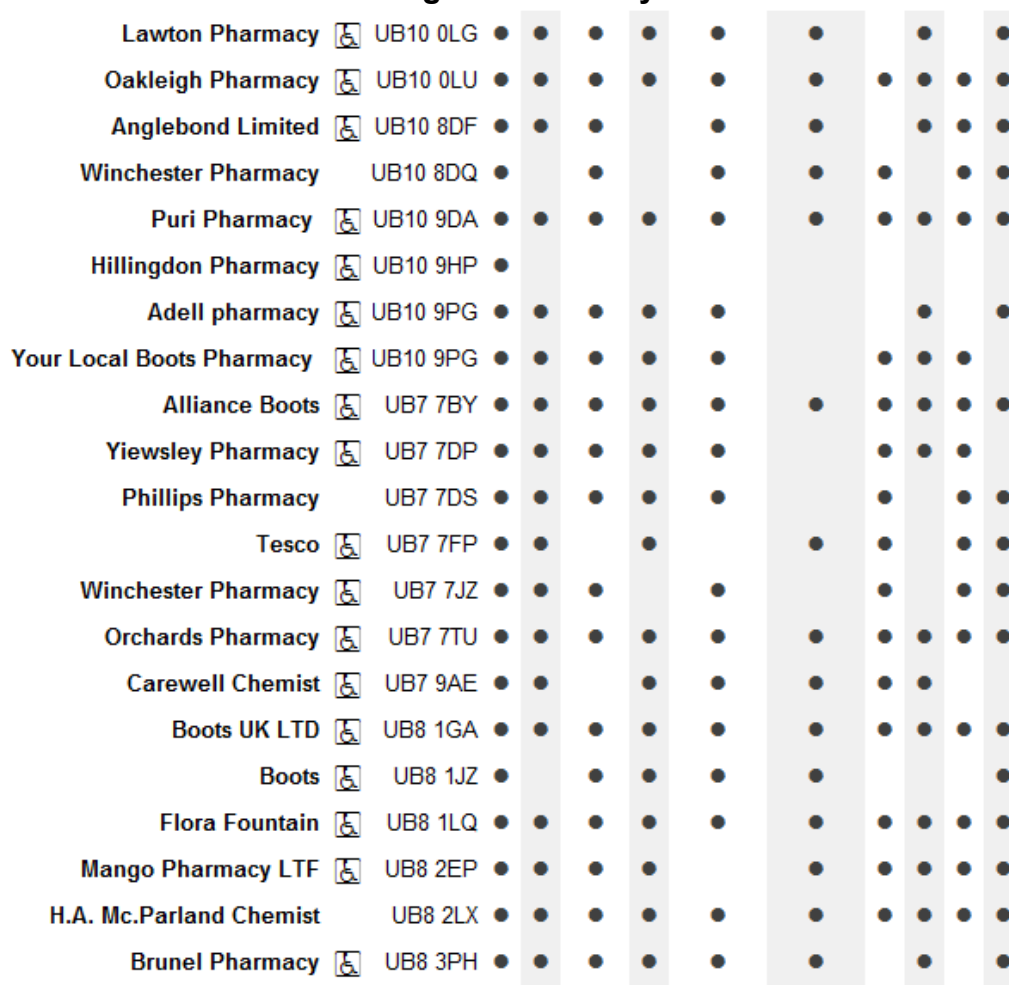 Lawton Pharmacy UB10 0LG
Oakleigh Pharmacy UB10 0LU
Anglebond Limited UB10 8DF
Winchester Pharmacy UB10 8DQ
Puri Pharmacy UB10 9DA
Hillingdon Pharmacy UB10 9HP
Adell pharmacy UB10 9PG
Your Local Boots Pharmacy UB10 9PG
Alliance Boots UB7 7BY
Yiewsley Pharmacy UB7 7DP
Phillips Pharmacy UB7 7DS
Tesco UB7 7FP
Winchester Pharmacy UB7 7JZ
Orchards Pharmacy UB7 7TU
Carewell Chemist UB7 9AE
Boots UK LTD UB8 1GA
Boots UB8 1JZ
Flora Fountain UB8 1LQ
Mango Pharmacy LTF UB8 2EP
H.A. Mc.Parland Chemist UB8 2LX
Brunel Pharmacy UB8 3PH